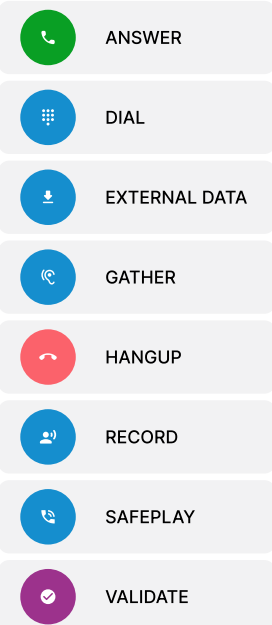 ANSWER
DIAL
EXTERNAL DATA
GATHER
HANGUP
RECORD
SAFEPLAY
VALIDATE